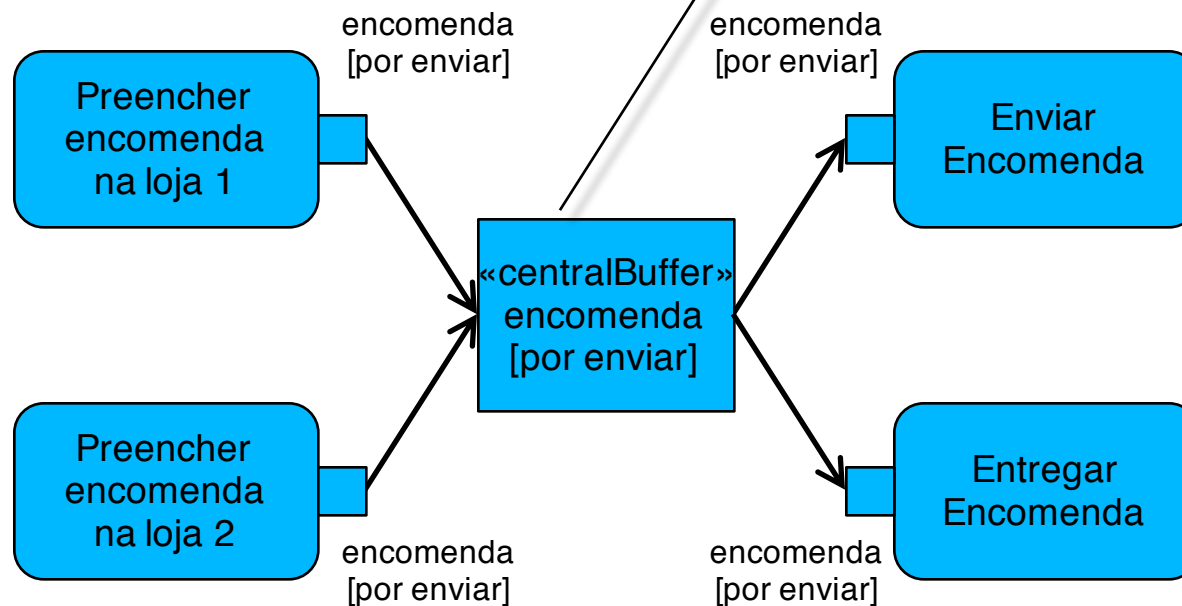 encomenda
[por enviar]
encomenda
[por enviar]
Preencher
encomenda
na loja 1
Enviar
Encomenda
«centralBuffer»
encomenda
[por enviar]
Preencher
encomenda
na loja 2
Entregar
Encomenda
encomenda
[por enviar]
encomenda
[por enviar]